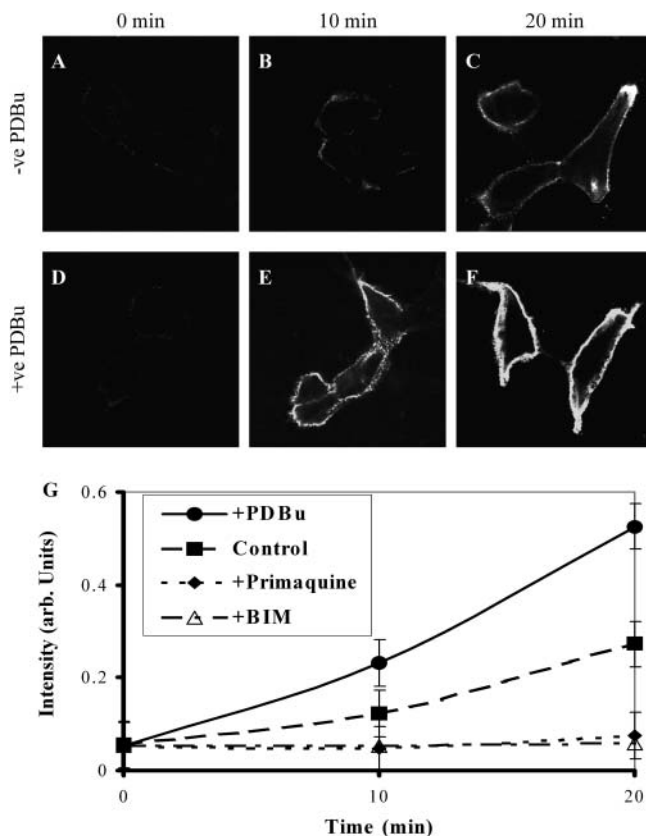 0 min 10 min 20 min
-ve PDBu
A B C
+ve PDBu
D E F
G
0.6
+PDBu
Control
0.4
+Primaquine
+BIM
Intensity (arb. Units)
0.2
0
0 10 20
Time (min)